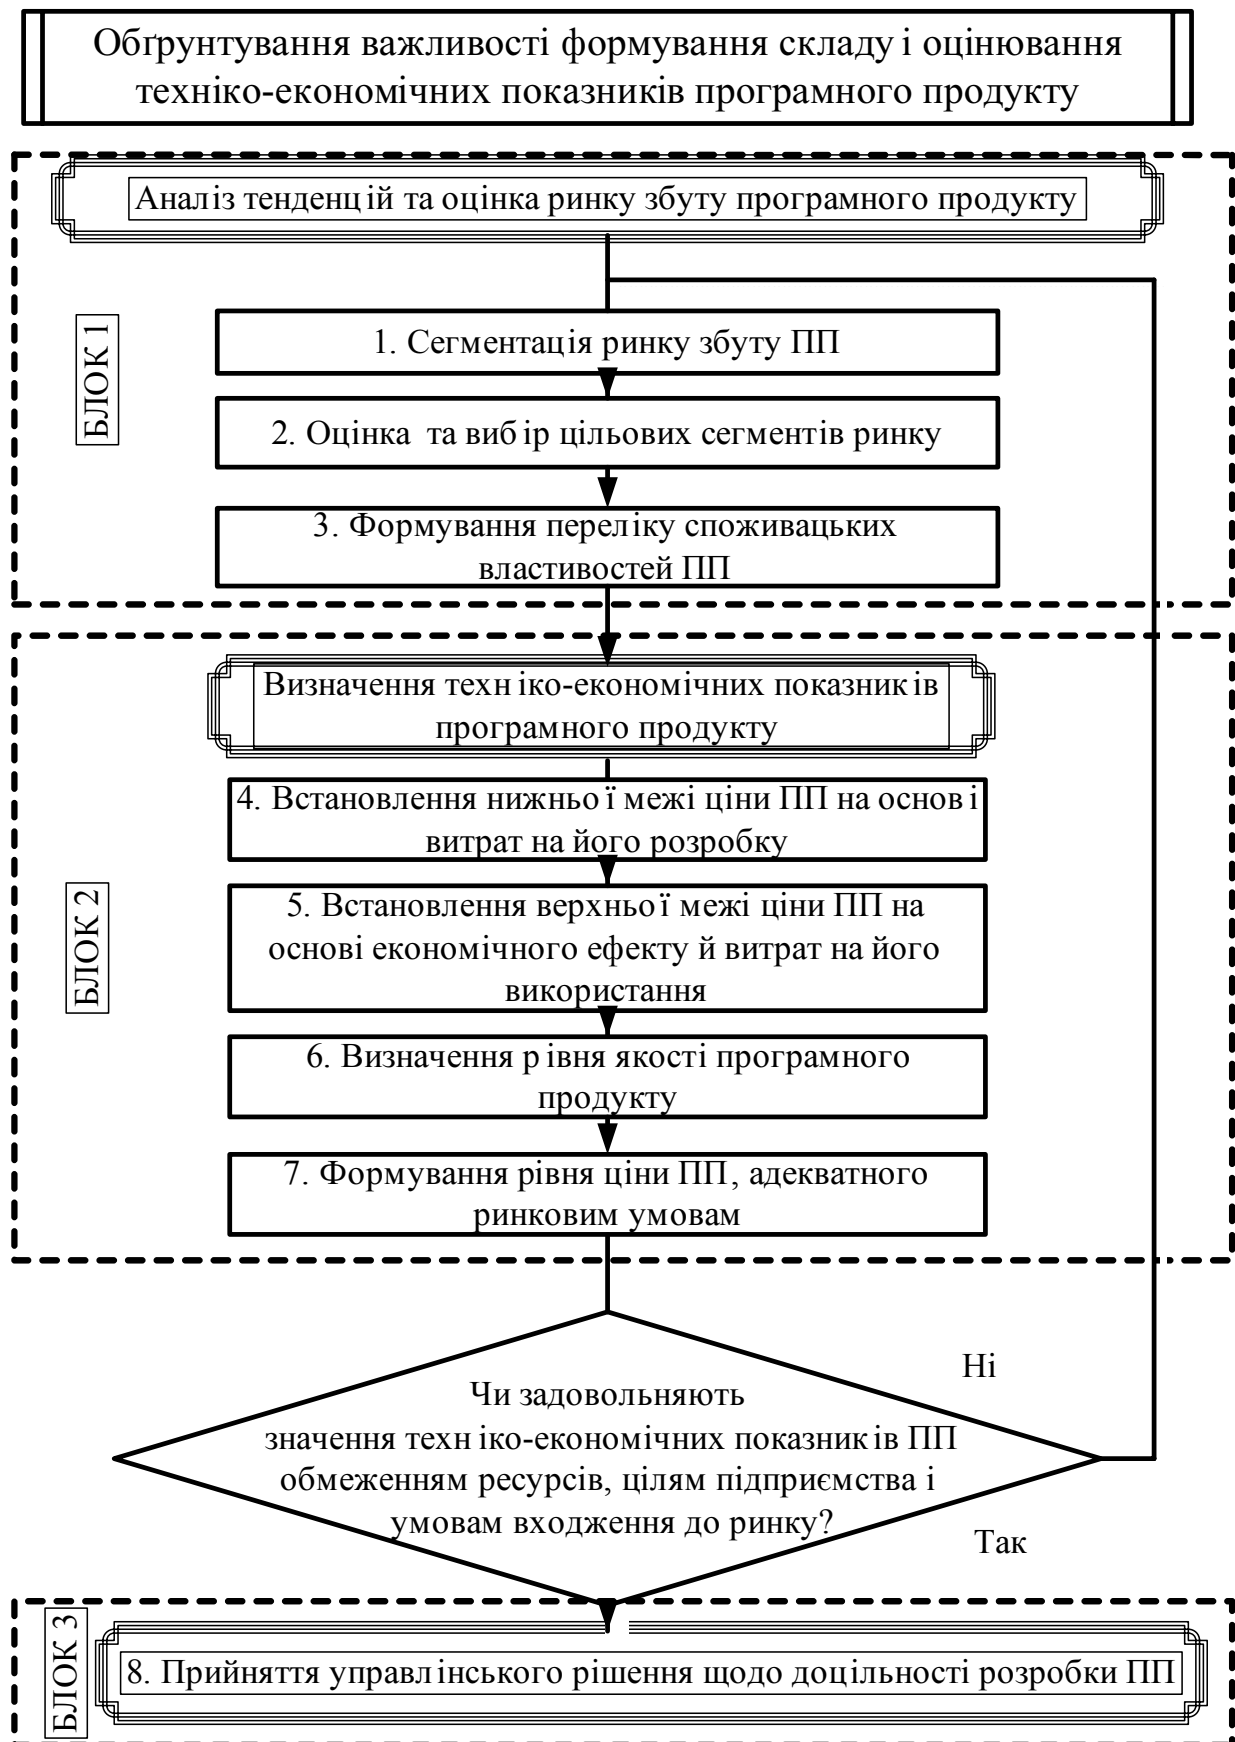 Обґрунтування важливості формування складу і оцінювання
техніко-економічних показників програмного продукту
Аналіз тенденцій та оцінка ринку збуту програмного продукту
БЛОК 1
1. Сегментація ринку збуту ПП
2. Оцінка та вибір цільових сегментів ринку
3. Формування переліку споживацьких
властивостей ПП
Визначення техніко-економічних показників
програмного продукту
БЛОК 2
4. Встановлення нижньої межі ціни ПП на основі
витрат на його розробку
5. Встановлення верхньої межі ціни ПП на
основі економічного ефекту й витрат на його
використання
6. Визначення рівня якості програмного
продукту
7. Формування рівня ціни ПП, адекватного
ринковим умовам
Ні
Чи задовольняють
значення техніко-економічних показників ПП
обмеженням ресурсів, цілям підприємства і
умовам входження до ринку?
Так
БЛОК 3
8. Прийняття управлінського рішення щодо доцільності розробки ПП